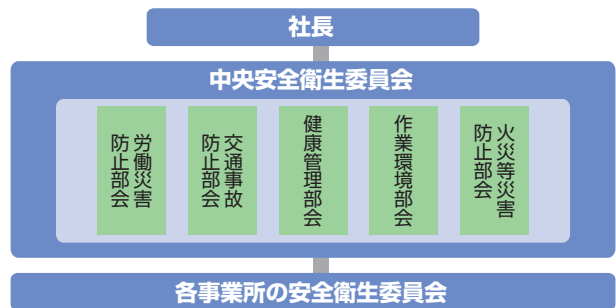 社長
中央安全衛生委員会
労働災害
防止部会
交通事故
防止部会
健康管理部会
作業環境部会
火災等災害
防止部会
各事業所の安全衛生委員会